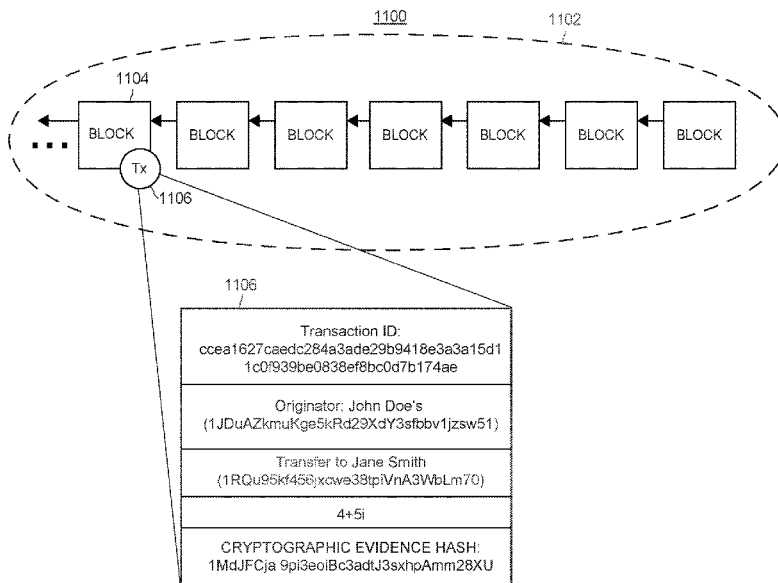 1100
1102
1104
BLOCK BLOCK BLOCK BLOCK BLOCK BLOCK BLOCK
Tx
1106
1106
Transaction ID:
ccea1627caedc284a3ade29b9418e3a3a15d1
1c0f939be0838ef8bc0d7b174ae
Originator: John Doe's
(1JDuAZkmuKge5kRd29XdY3sfbbv1jzsw51)
Transfer to Jane Smith
(1RQu95kf456jxcwe38tpiVnA3WbLm70)
4+5i
CRYPTOGRAPHIC EVIDENCE HASH:
1MdJFCja 9pi3eoiBc3adtJ3sxhpAmm28XU